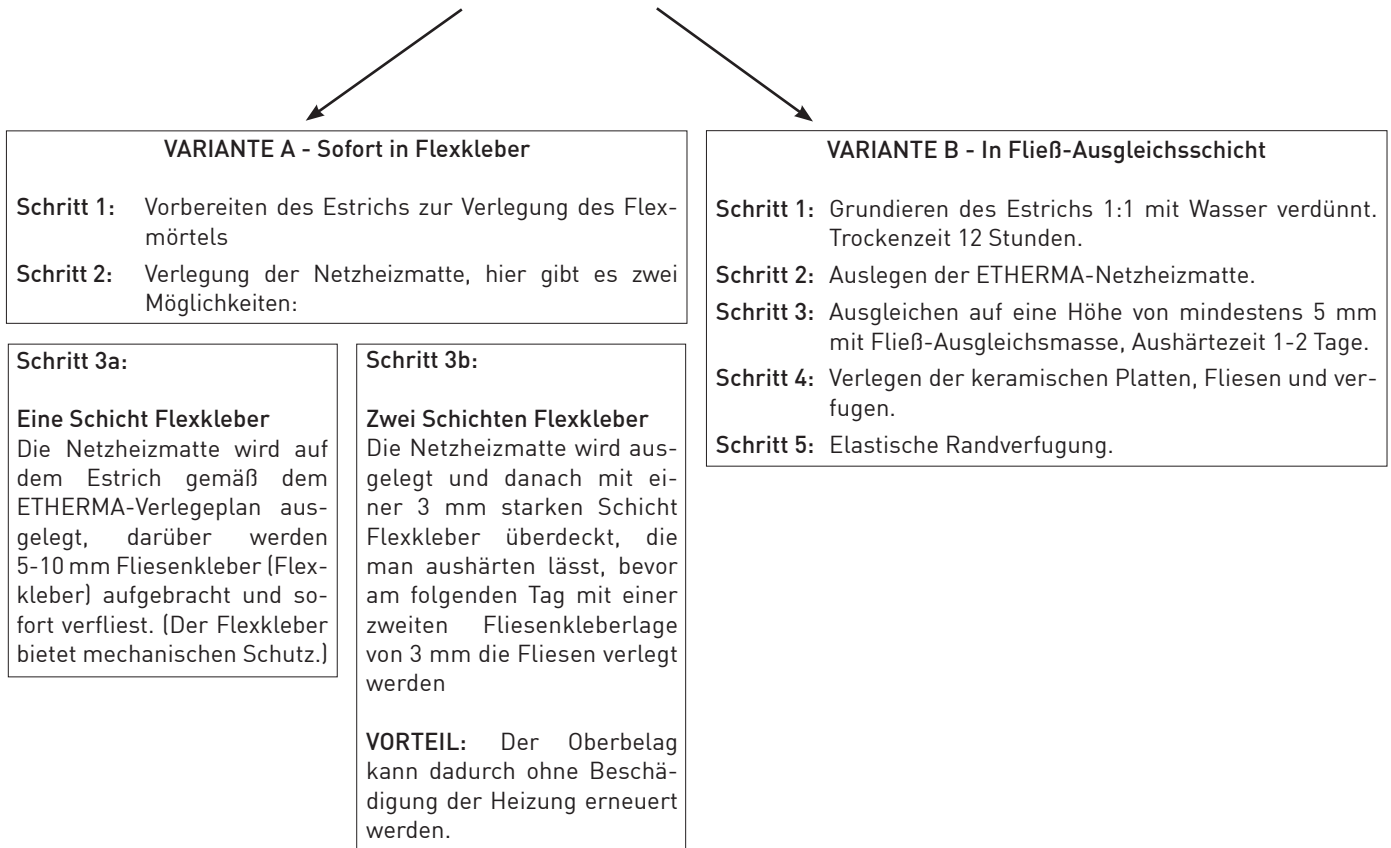 VARIANTE A - Sofort in Flexkleber
Schritt 1: Vorbereiten des Estrichs zur Verlegung des Flex-
mörtels
Schritt 2: Verlegung der Netzheizmatte, hier gibt es zwei
Möglichkeiten:
Schritt 3a:
Eine Schicht Flexkleber
Die Netzheizmatte wird auf
dem Estrich gemäß dem
ETHERMA-Verlegeplan aus-
gelegt, darüber werden
5-10 mm Fliesenkleber (Flex-
kleber) aufgebracht und so-
fort verfliest. (Der Flexkleber
bietet mechanischen Schutz.)
Schritt 3b:
Zwei Schichten Flexkleber
Die Netzheizmatte wird aus-
gelegt und danach mit ei-
ner 3 mm starken Schicht
Flexkleber überdeckt, die
man aushärten lässt, bevor
am folgenden Tag mit einer
zweiten Fliesenkleberlage
von 3 mm die Fliesen verlegt
werden
VORTEIL: Der Oberbelag
kann dadurch ohne Beschä-
digung der Heizung erneuert
werden.
VARIANTE B - In Fließ-Ausgleichsschicht
Schritt 1: Grundieren des Estrichs 1:1 mit Wasser verdünnt.
Trockenzeit 12 Stunden.
Schritt 2: Auslegen der ETHERMA-Netzheizmatte.
Schritt 3: Ausgleichen auf eine Höhe von mindestens 5 mm
mit Fließ-Ausgleichsmasse, Aushärtezeit 1-2 Tage.
Schritt 4: Verlegen der keramischen Platten, Fliesen und ver-
fugen.
Schritt 5: Elastische Randverfugung.